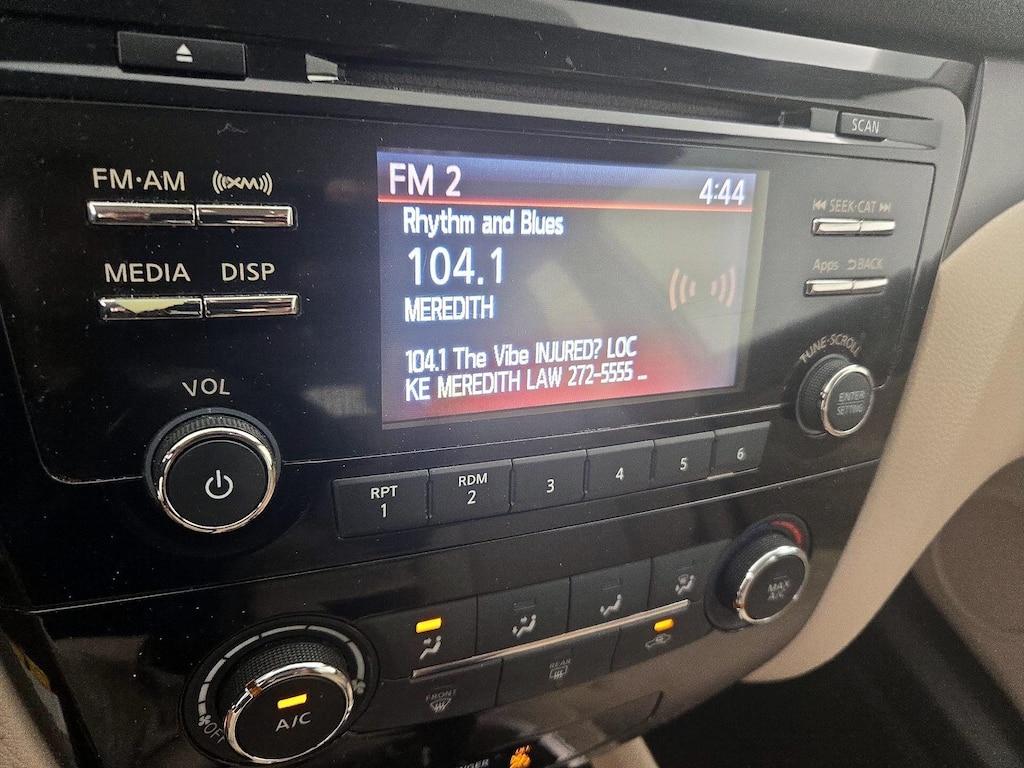 SCAN
FM·AM
((XM))
MEDIA
DISP
VOL
FM 2
4:44
Rhythm and Blues
104.1
MEREDITH
104.1 The Vibe INJURED? LOC
KE MEREDITH LAW 272-5555 _
SEEK·CAT
Apps
BACK
TUNE·SCROLL
ENTER
SETTING
RPT
1
RDM
2
3
4
5
6
MAX
A/C
FRONT
REAR
OFF
A/C